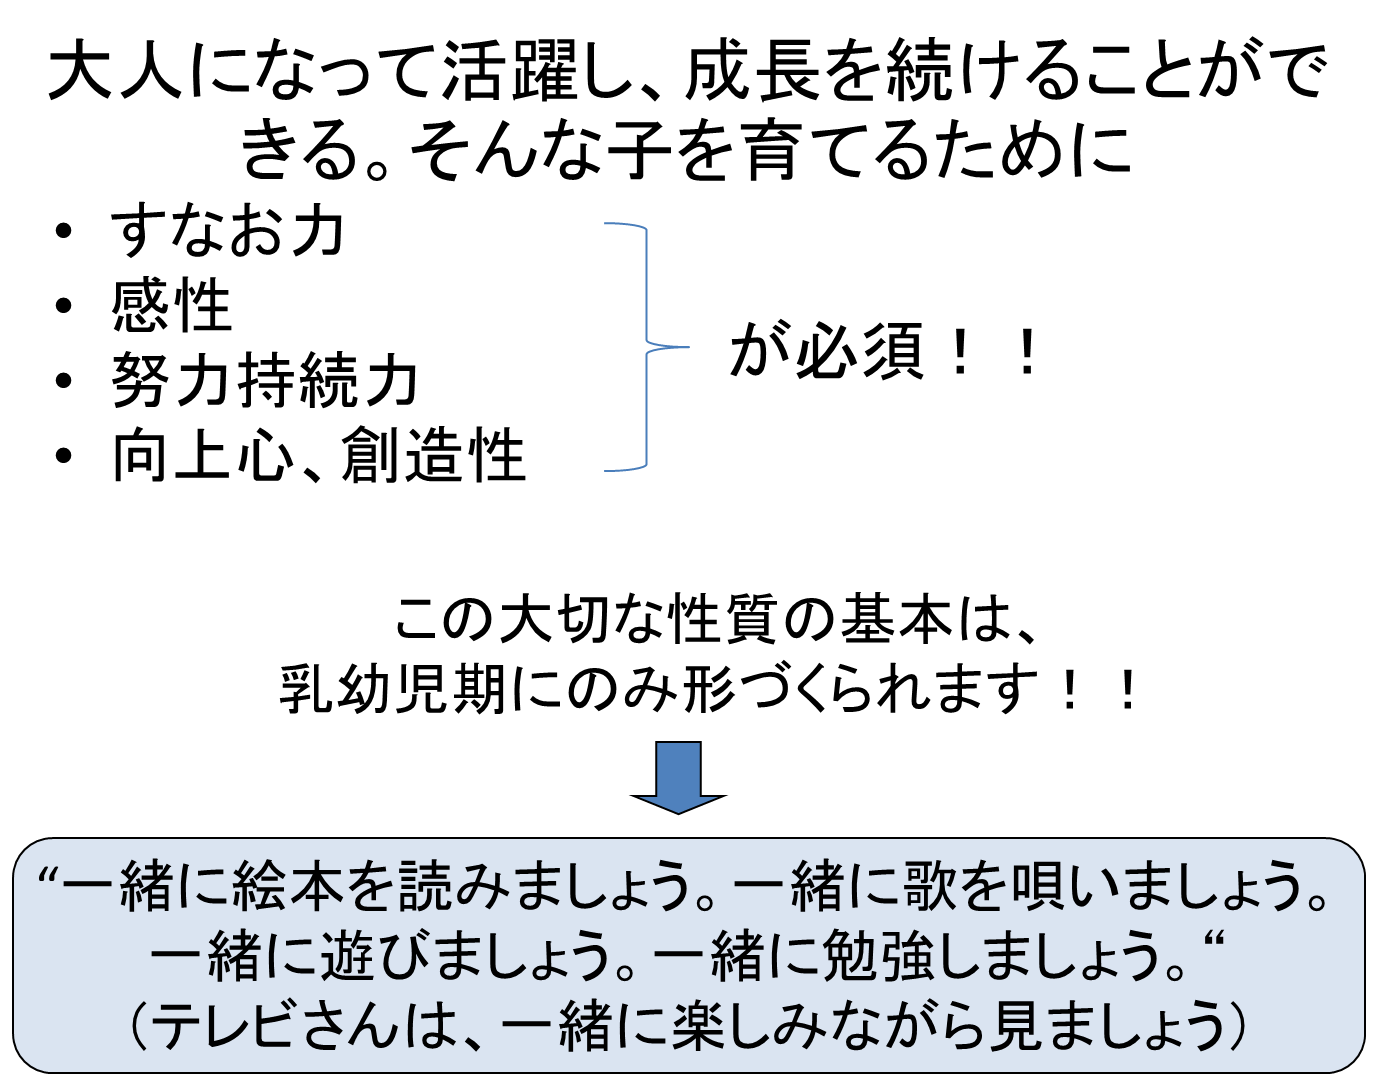 大人になって活躍し、成長を続けることがで
きる。そんな子を育てるために
• すなお力
• 感性
• 努力持続力
• 向上心、創造性
が必須！！
この大切な性質の基本は、
乳幼児期にのみ形づくられます！！
“一緒に絵本を読みましょう。一緒に歌を唄いましょう。
一緒に遊びましょう。一緒に勉強しましょう。“
（テレビさんは、一緒に楽しみながら見ましょう）